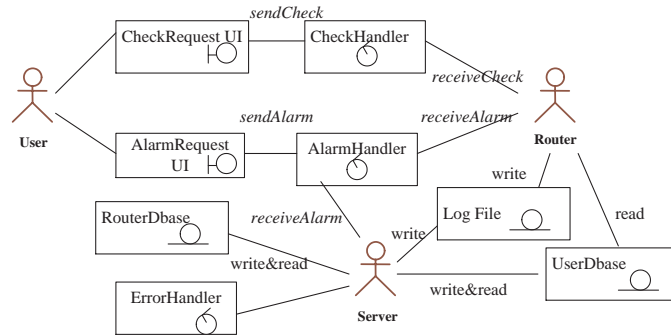 sendCheck
CheckRequest UI
CheckHandler
receiveCheck
User
sendAlarm
receiveAlarm
AlarmRequest
UI
AlarmHandler
Router
write
RouterDbase
receiveAlarm
write
Log File
read
write&read
UserDbase
ErrorHandler
write&read
Server